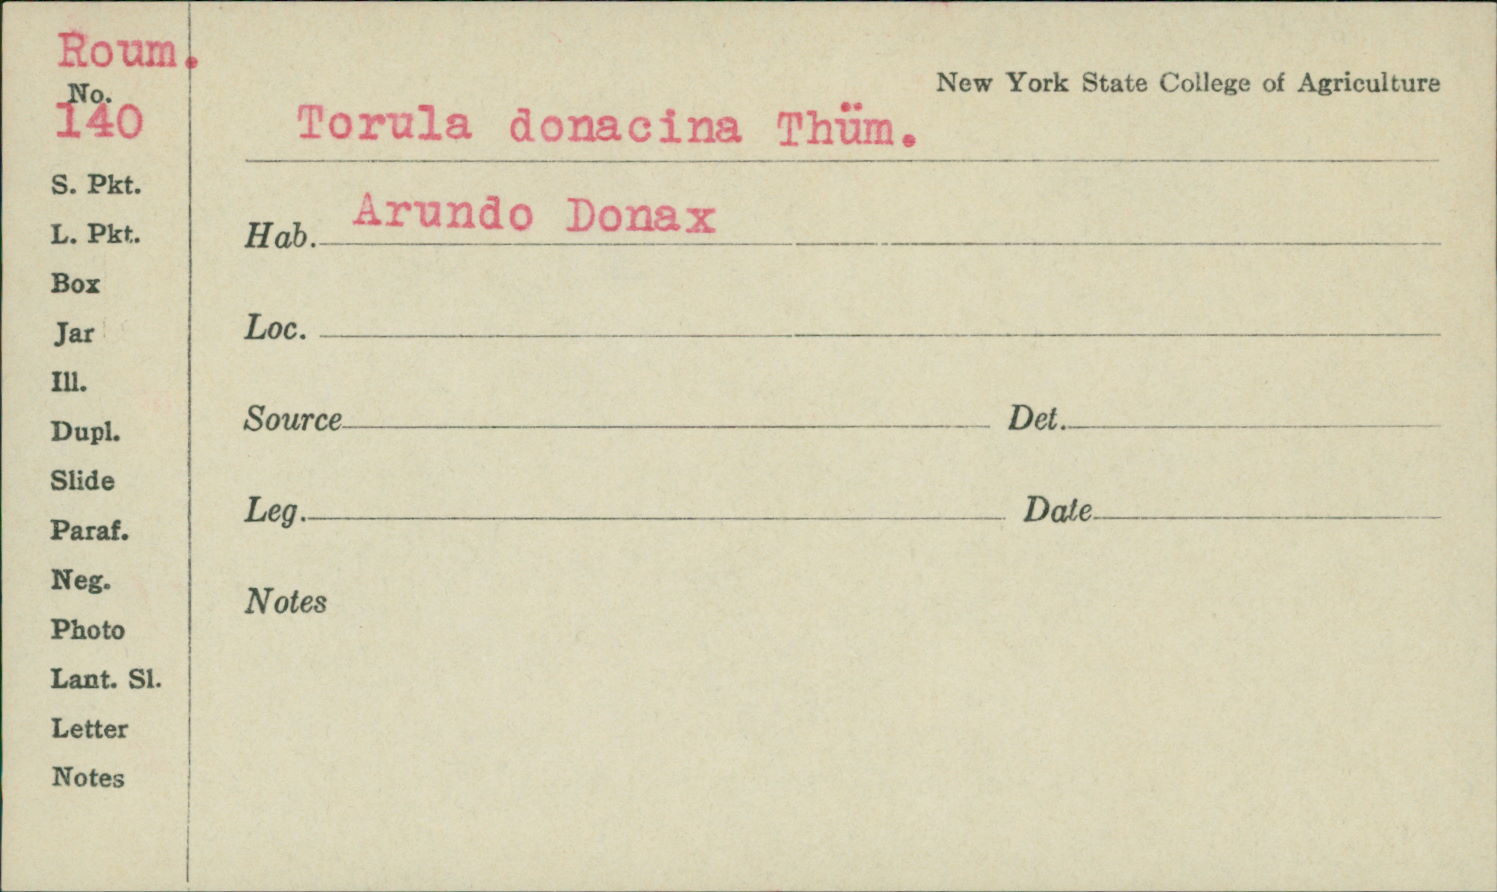 Roum.
No.
140
S. Pkt.
L. Pkt.
Box
Jar
Ill.
Dupl.
Slide
Paraf.
Neg.
Photo
Lant. Sl.
Letter
Notes
New York State College of Agriculture
Torula donacina Thüm.
Hab. Arundo Donax
Loc.
Source Det.
Leg. Date
Notes